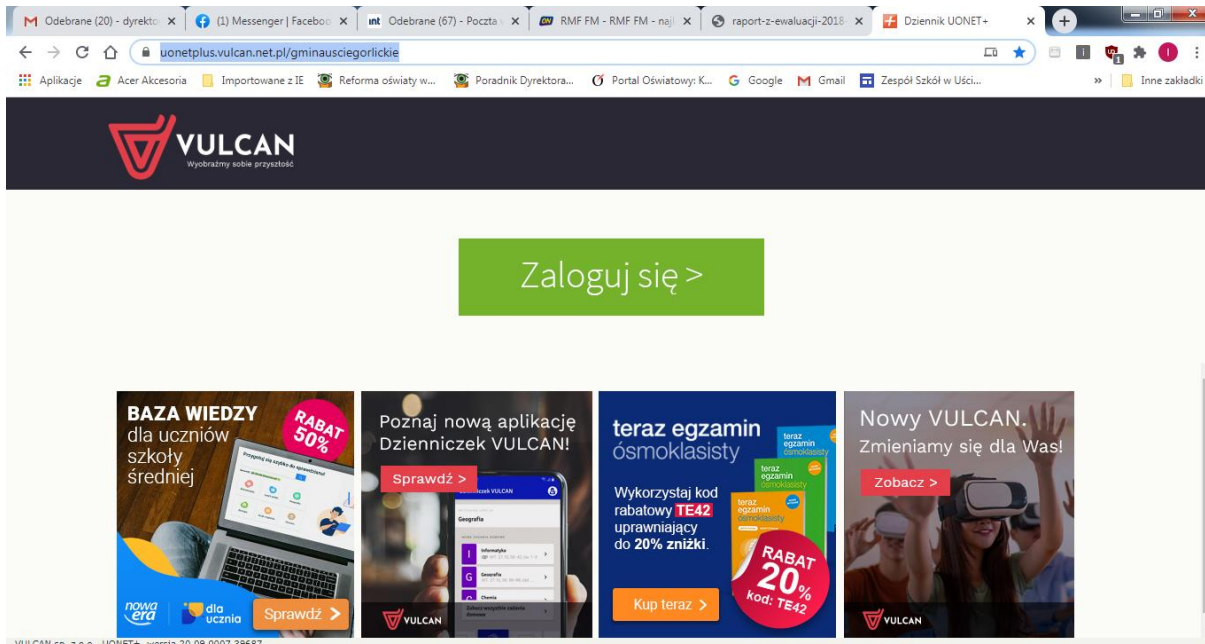 Odebrane (20) - dyrekto
(1) Messenger | Faceboo
int Odebrane (67) - Poczta
RMF FM - RMF FM - naj
raport-z-ewaluacji-2018-
Dziennik UONET+
uonetplus.vulcan.net.pl/gminausciegorlickie
Aplikacje
Acer Akcesoria
Importowane z IE
Reforma oświaty w...
Poradnik Dyrektora...
Portal Oświatowy: K...
Google
Gmail
Zespół Szkół w Uści...
»
Inne zakładki
VULCAN
Wyobraźmy sobie przyszłość
Zaloguj się >
BAZA WIEDZY
dla uczniów
szkoły
średniej
RABAT
50%
nowa
era
dla
ucznia
Sprawdź >
Poznaj nową aplikację
Dzienniczek VULCAN!
Sprawdź >
Geografia
Informatyka
Geografia
Chemia
VULCAN
teraz egzamin
ósmoklasisty
Wykorzystaj kod
rabatowy TE42
uprawniający
do 20% zniżki.
Kup teraz >
teraz
egzamin
ósmoklasisty
RABAT
20%
kod: TE42
Nowy VULCAN.
Zmieniamy się dla Was!
Zobacz >
VULCAN